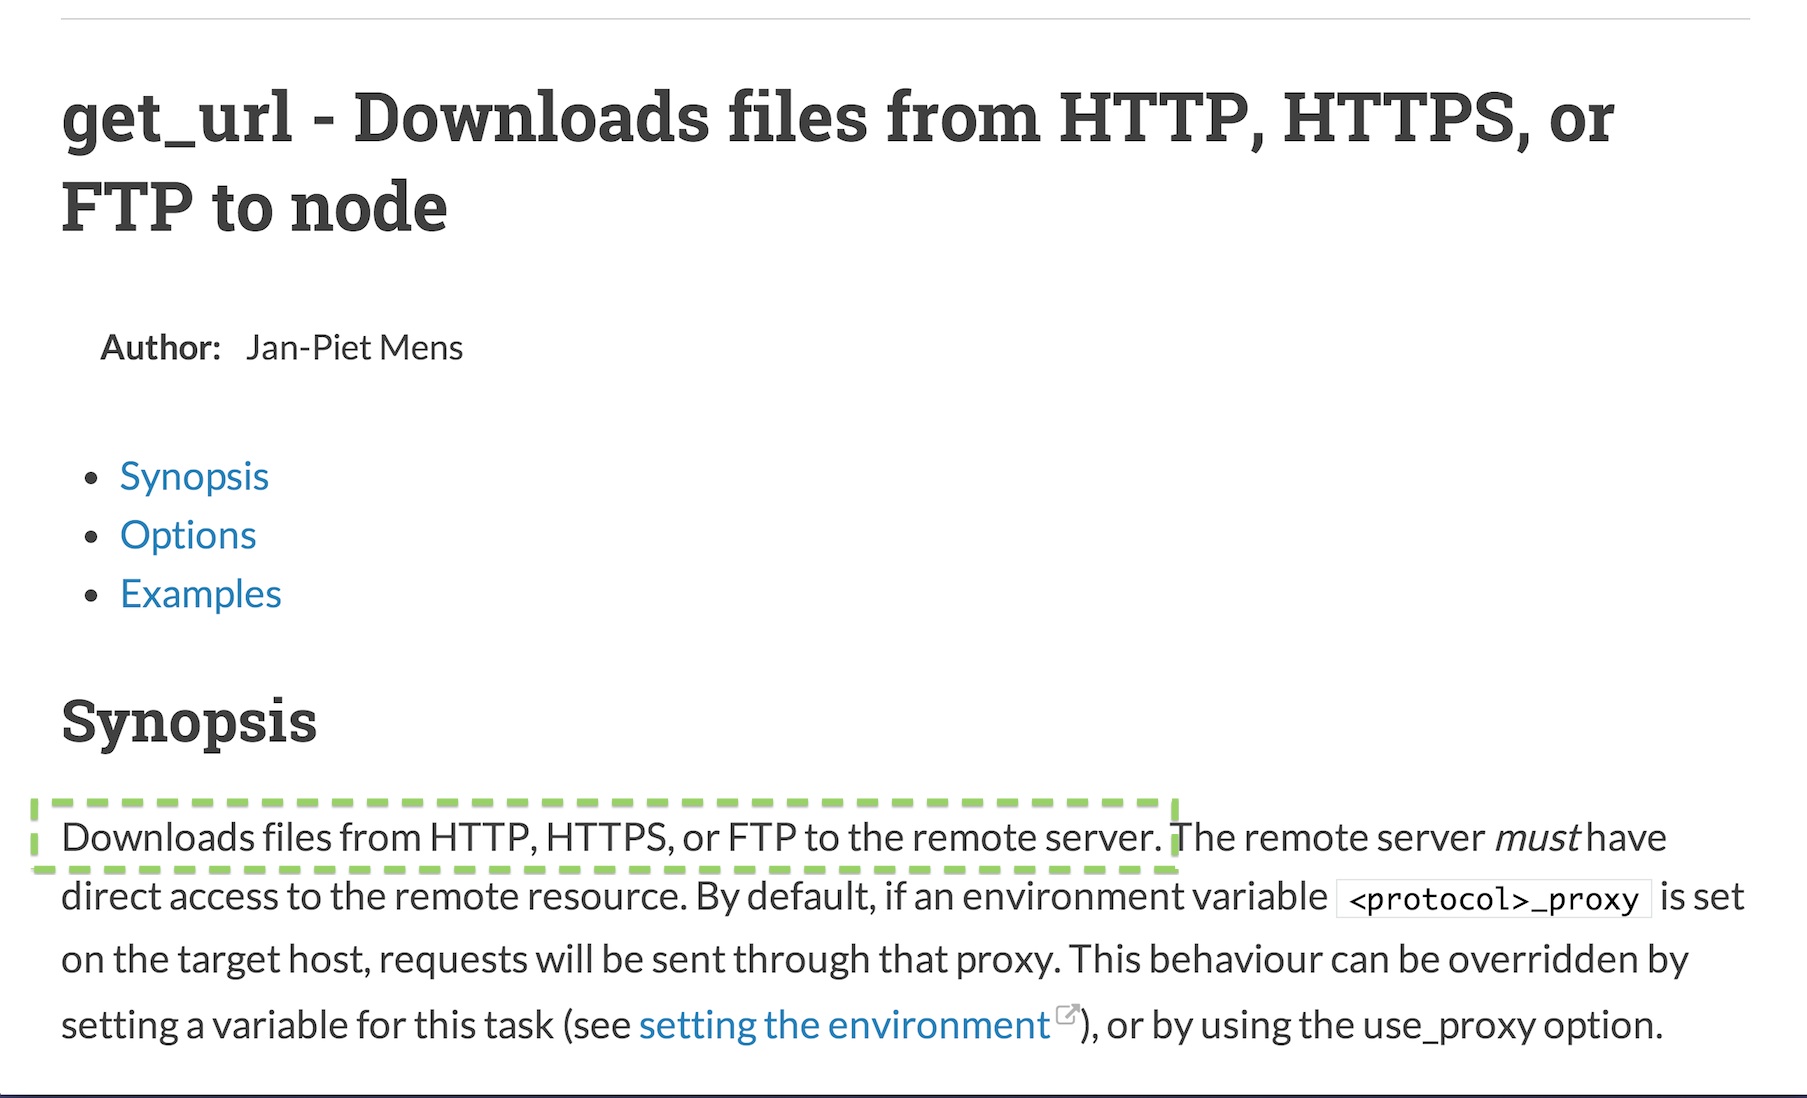 get_url - Downloads files from HTTP, HTTPS, or
FTP to node
Author: Jan-Piet Mens
• Synopsis
• Options
• Examples
Synopsis
Downloads files from HTTP, HTTPS, or FTP to the remote server. The remote server must have
direct access to the remote resource. By default, if an environment variable <protocol>_proxy is set
on the target host, requests will be sent through that proxy. This behaviour can be overridden by
setting a variable for this task (see setting the environment), or by using the use_proxy option.